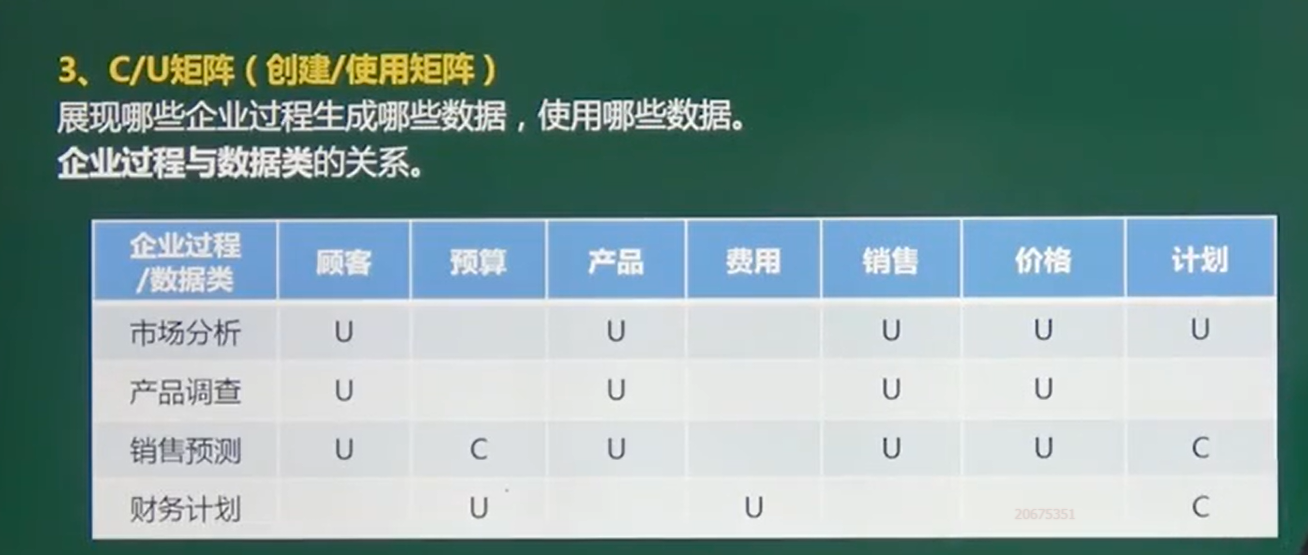 3、C/U矩阵（创建/使用矩阵）
展现哪些企业过程生成哪些数据，使用哪些数据。
企业过程与数据类的关系。
企业过程/数据类 顾客 预算 产品 费用 销售 价格 计划
市场分析 U U U U U
产品调查 U U U U
销售预测 U C U U U C
财务计划 U U C
20675351